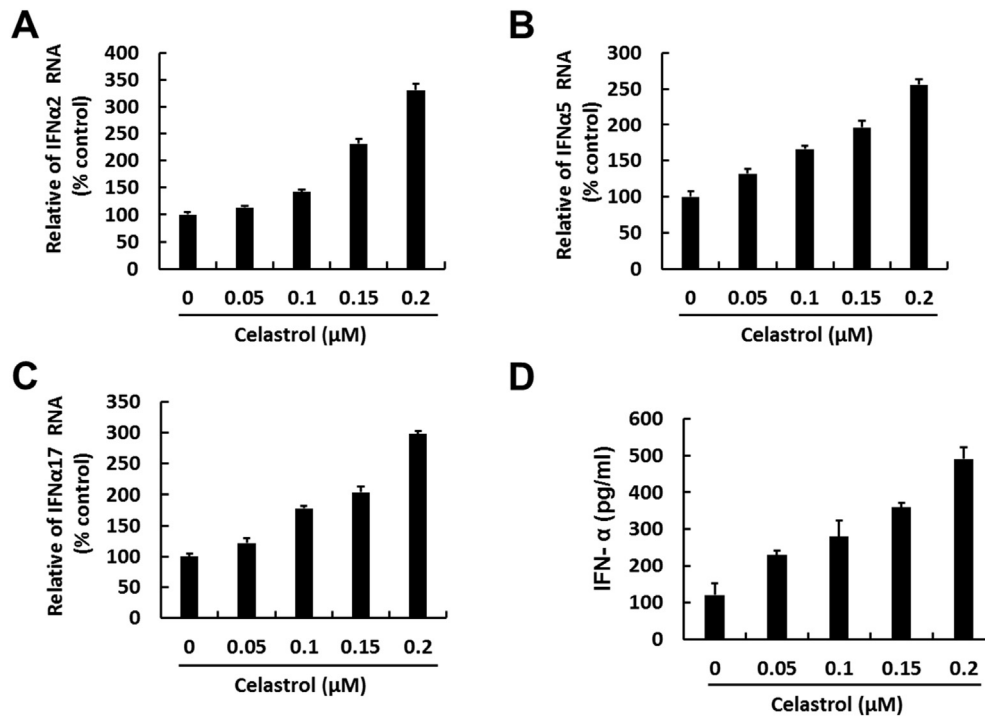 A
Relative of IFNα2 RNA
(% control)
400
350
300
250
200
150
100
50
0
0 0.05 0.1 0.15 0.2
Celastrol (μM)
B
Relative of IFNα5 RNA
(% control)
300
250
200
150
100
50
0
0 0.05 0.1 0.15 0.2
Celastrol (μM)
C
Relative of IFNα17 RNA
(% control)
350
300
250
200
150
100
50
0
0 0.05 0.1 0.15 0.2
Celastrol (μM)
D
IFN- α (pg/ml)
600
500
400
300
200
100
0
0 0.05 0.1 0.15 0.2
Celastrol (μM)